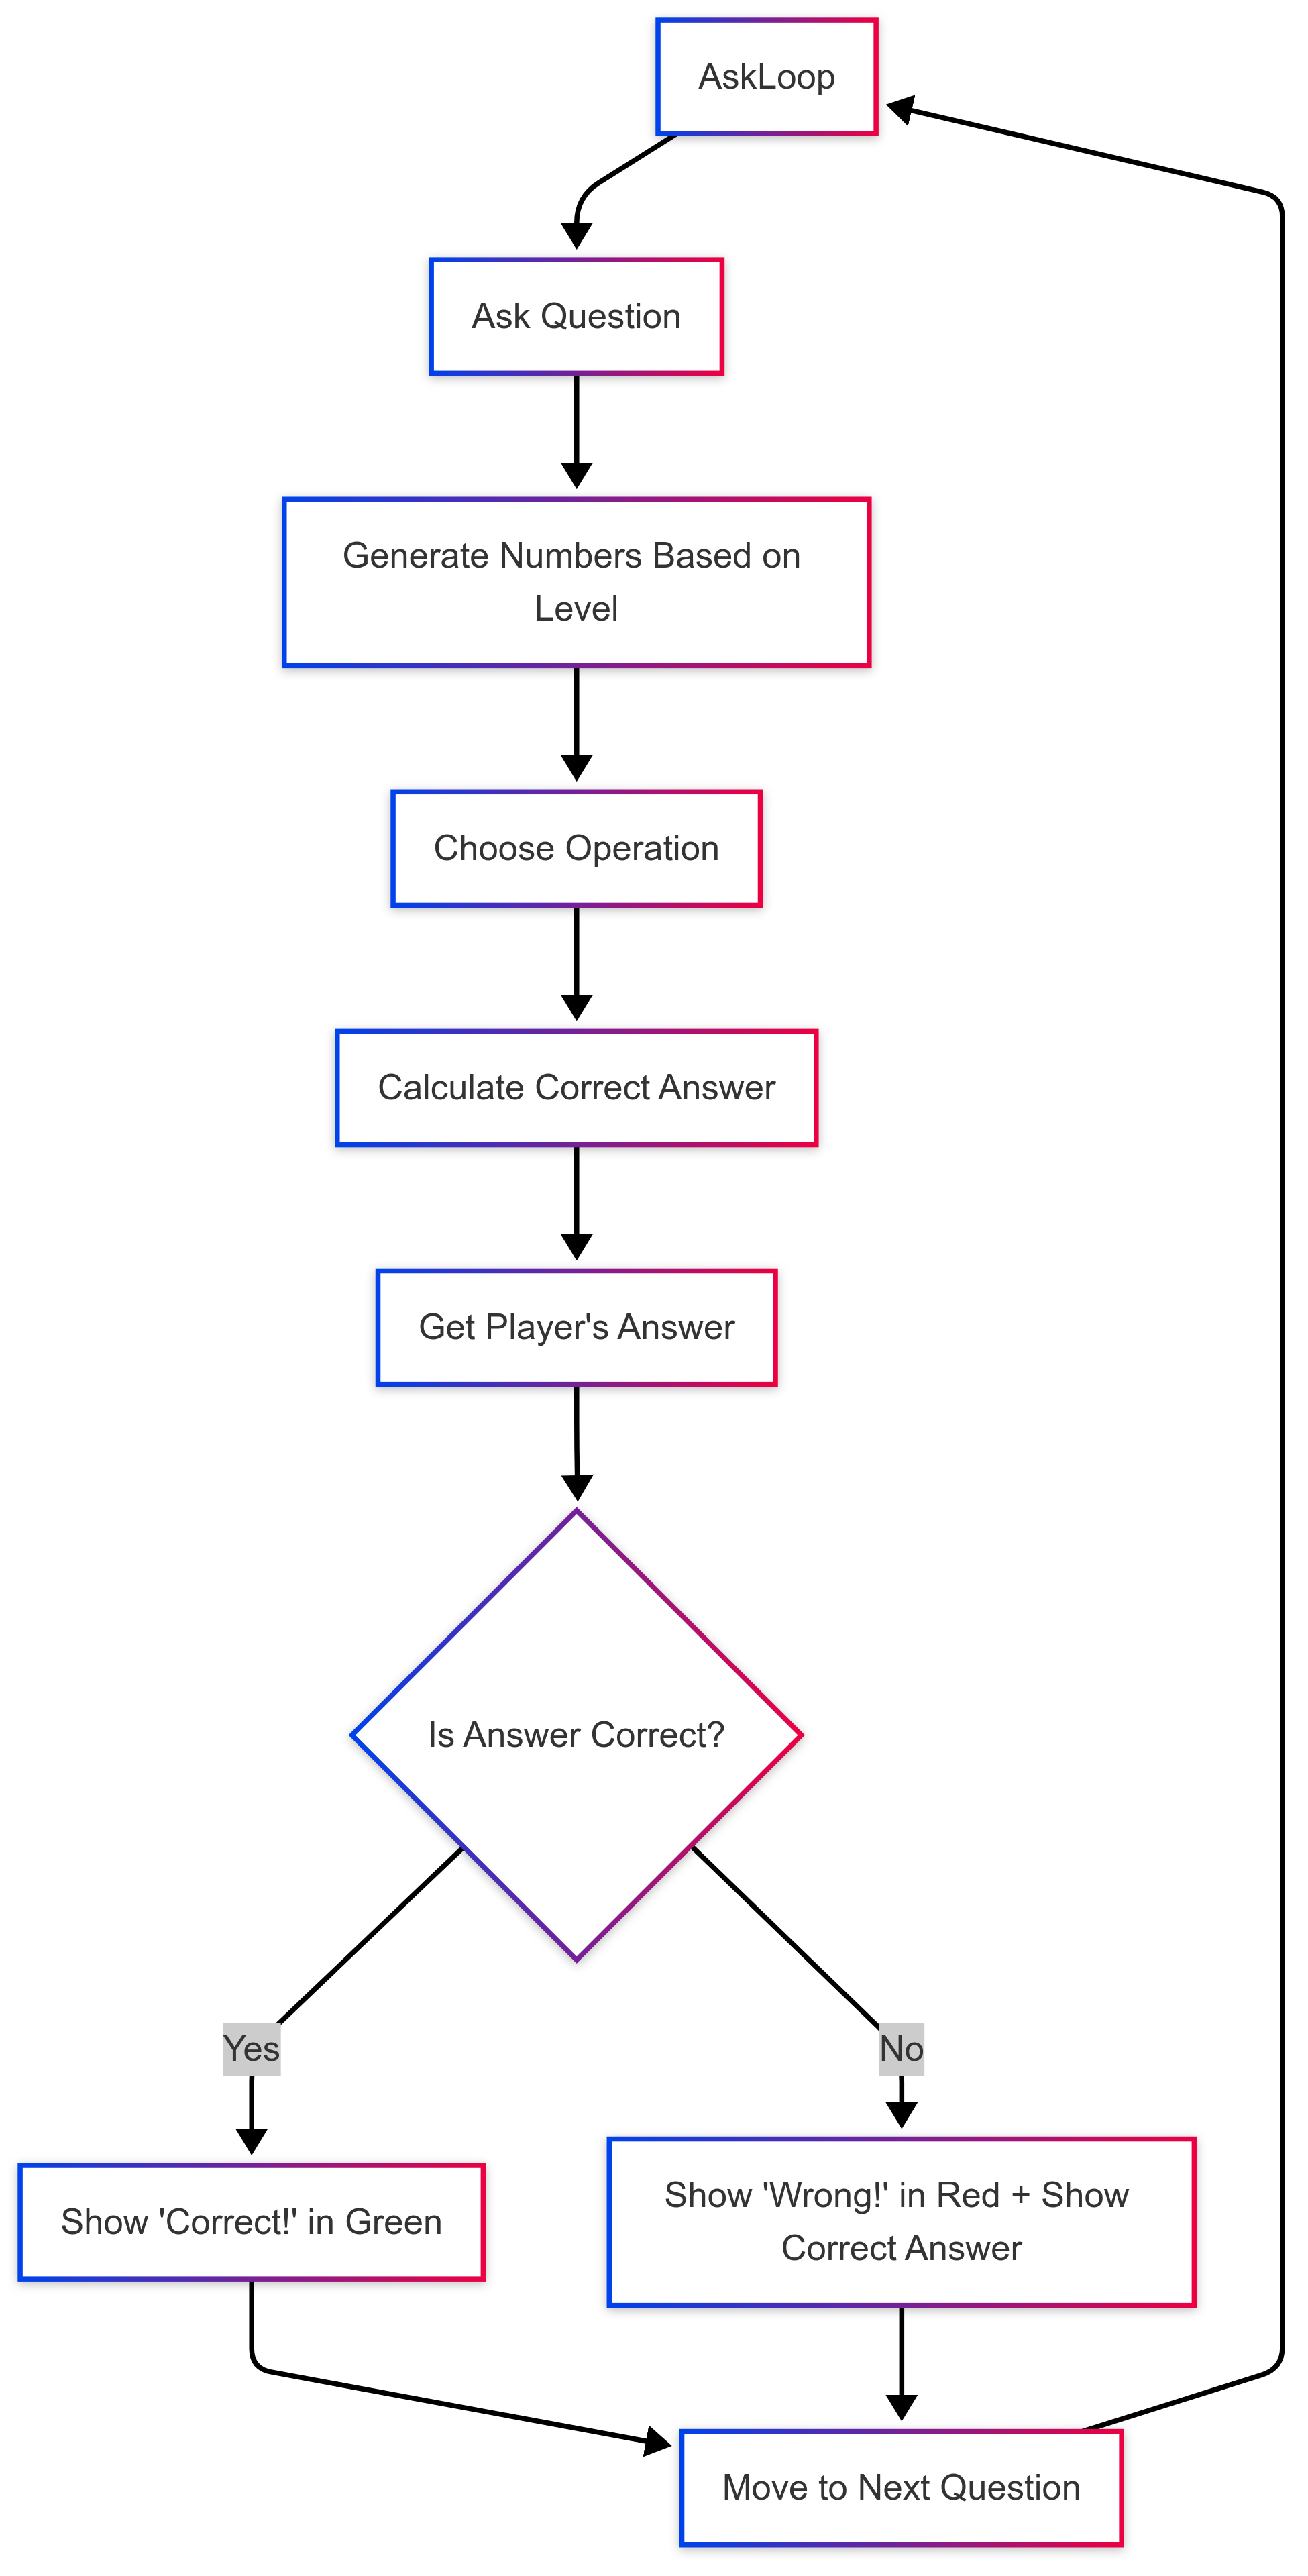 AskLoop
Ask Question
Generate Numbers Based on
Level
Choose Operation
Calculate Correct Answer
Get Player's Answer
Is Answer Correct?
Yes
No
Show 'Correct!' in Green
Show 'Wrong!' in Red + Show
Correct Answer
Move to Next Question